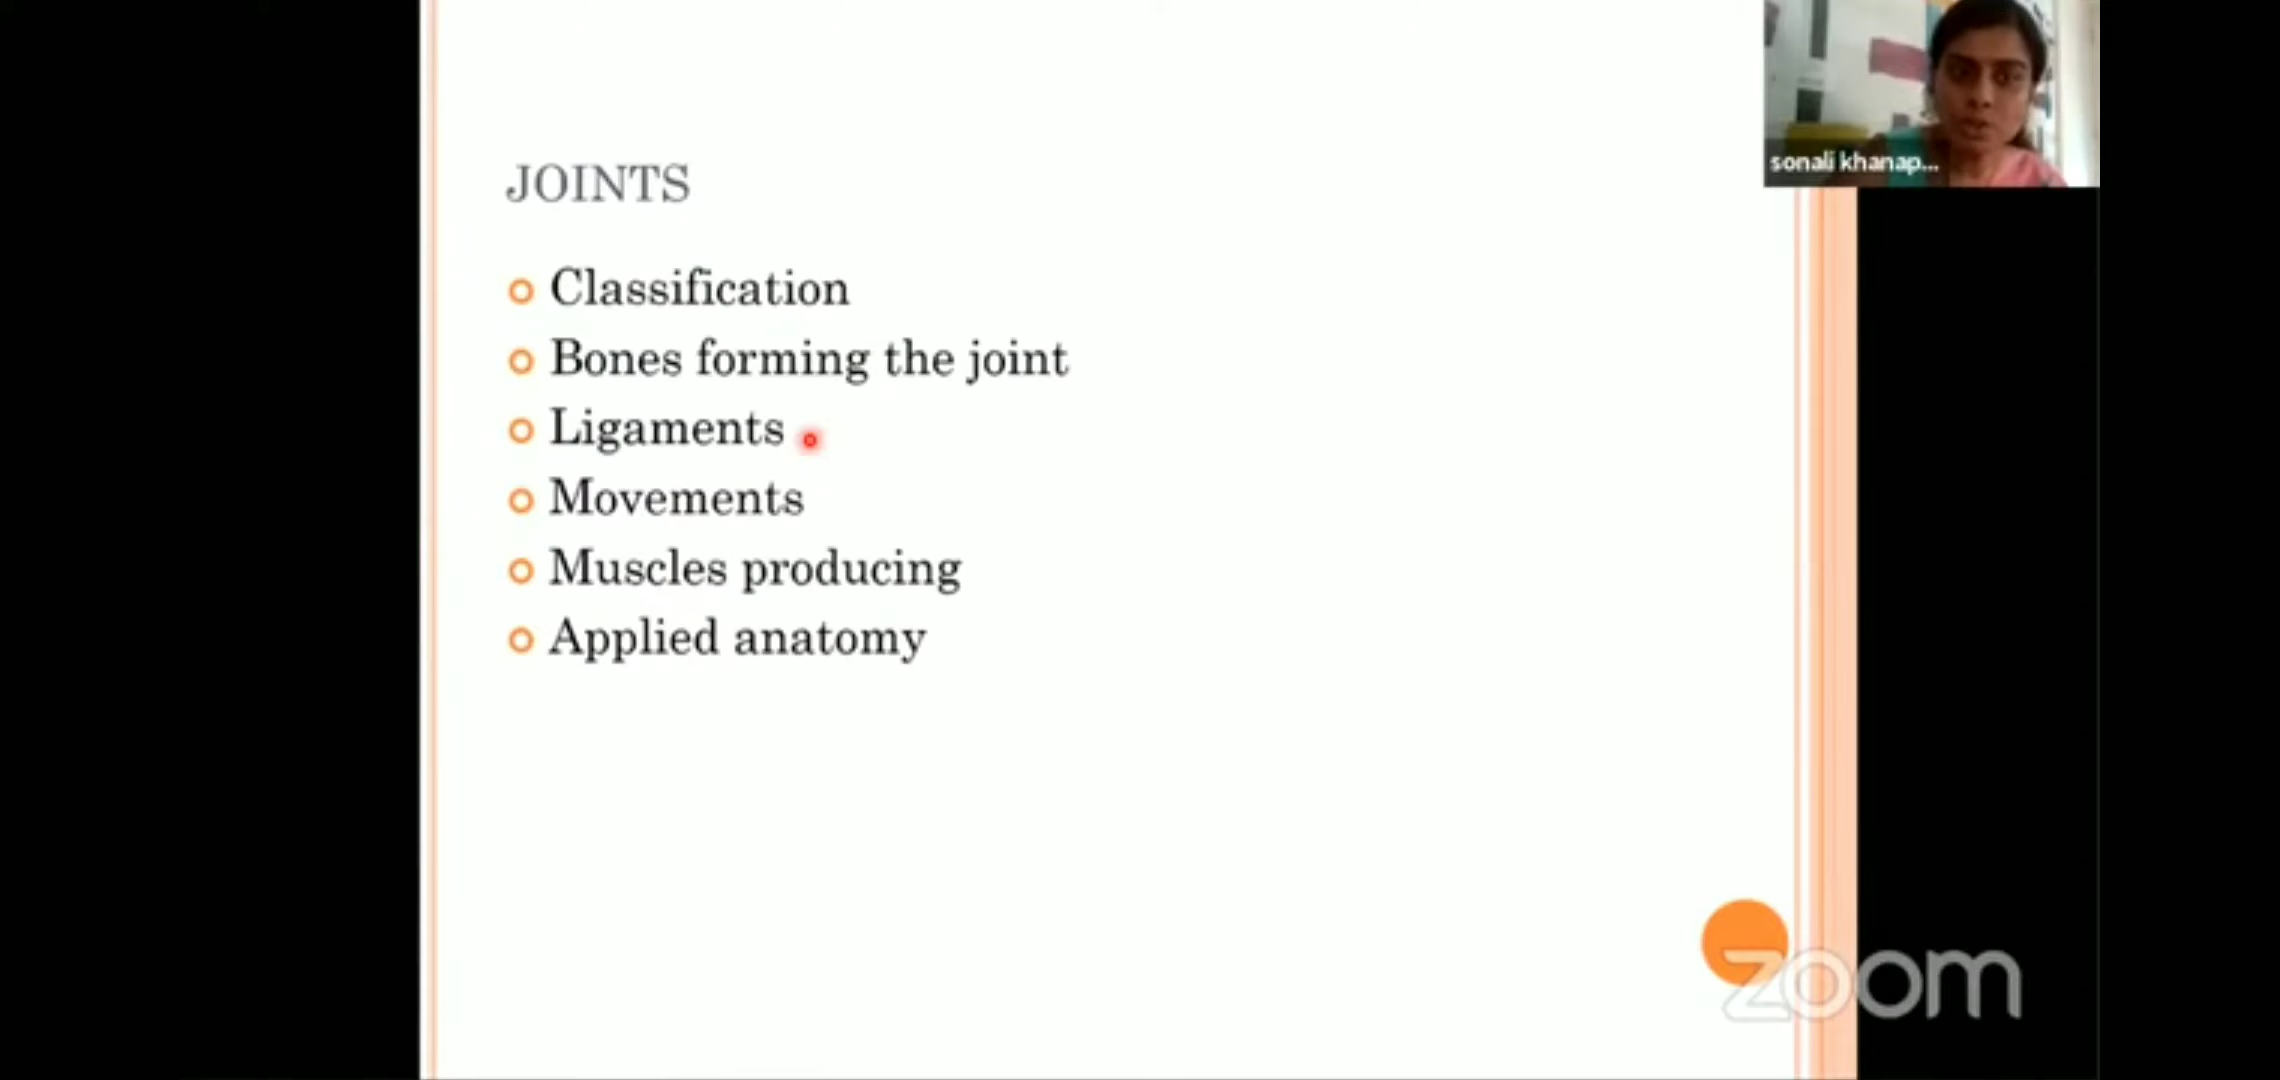 JOINTS
Classification
Bones forming the joint
Ligaments
Movements
Muscles producing
Applied anatomy
sonali khanap...
zoom